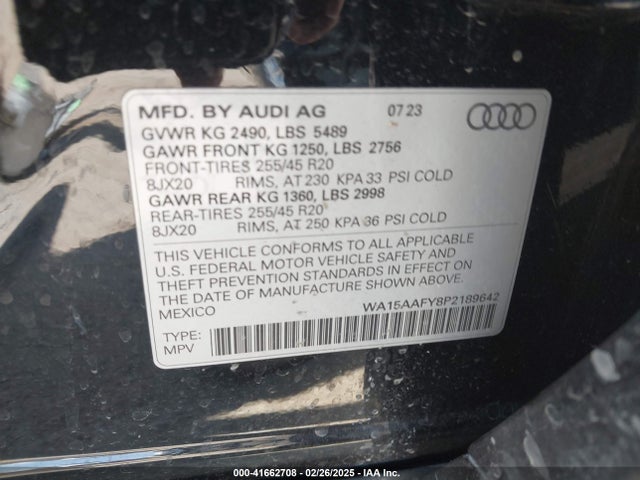 MFD. BY AUDI AG 07 23
GVWR KG 2490, LBS 5489
GAWR FRONT KG 1250, LBS 2756
FRONT-TIRES 255/45 R20
8JX20 RIMS, AT 230 KPA 33 PSI COLD
GAWR REAR KG 1360, LBS 2998
REAR-TIRES 255/45 R20
8JX20 RIMS, AT 250 KPA 36 PSI COLD
THIS VEHICLE CONFORMS TO ALL APPLICABLE
U.S. FEDERAL MOTOR VEHICLE SAFETY AND
THEFT PREVENTION STANDARDS IN EFFECT ON
THE DATE OF MANUFACTURE SHOWN ABOVE.
MEXICO WA15AAFY8P2189642
TYPE:
MPV
000-41662708 - 02/26/2025 - IAA Inc.